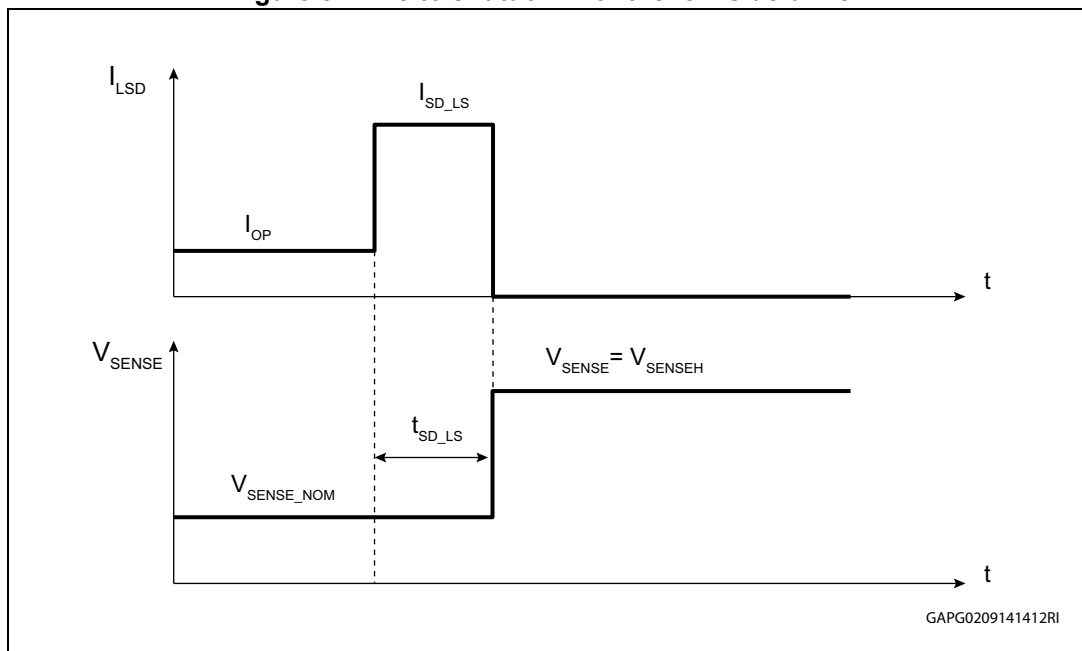 I_LSD
I_SD_LS
I_OP
t
V_SENSE
V_SENSE = V_SENSEH
t_SD_LS
V_SENSE_NOM
t
GAPG0209141412RI